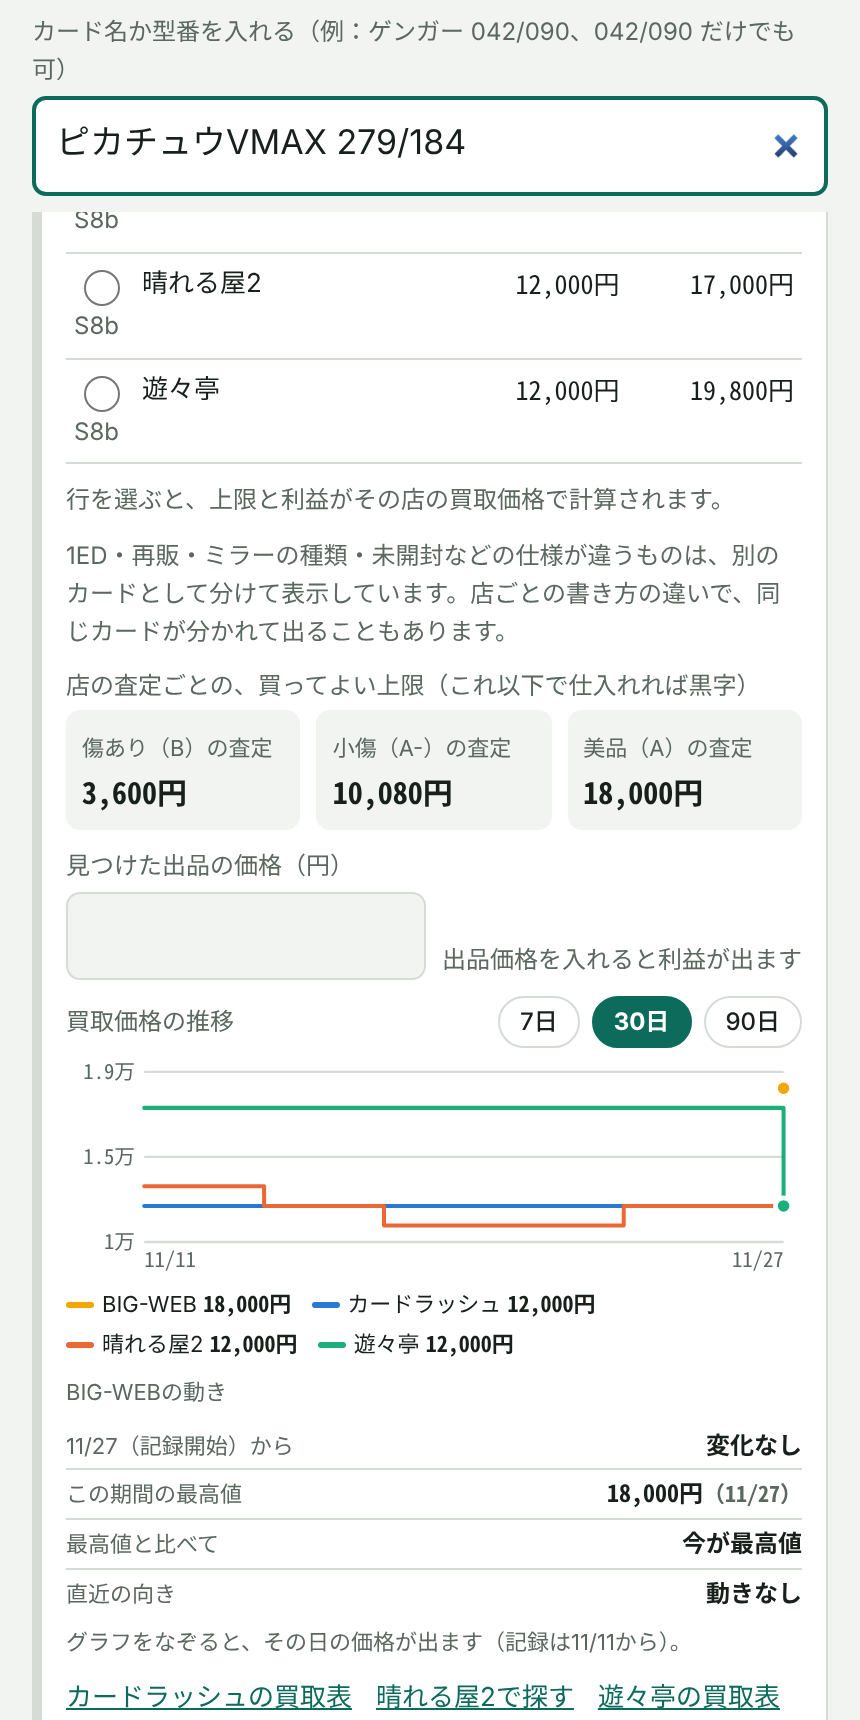 カード名か型番を入れる（例：ゲンガー 042/090、042/090 だけでも
可）
ピカチュウVMAX 279/184
S8b
晴れる屋2 12,000円 17,000円
S8b
遊々亭 12,000円 19,800円
S8b
行を選ぶと、上限と利益がその店の買取価格で計算されます。
1ED・再販・ミラーの種類・未開封などの仕様が違うものは、別の
カードとして分けて表示しています。店ごとの書き方の違いで、同
じカードが分かれて出ることもあります。
店の査定ごとの、買ってよい上限（これ以下で仕入れれば黒字）
傷あり（B）の査定 小傷（A-）の査定 美品（A）の査定
3,600円 10,080円 18,000円
見つけた出品の価格（円）
出品価格を入れると利益が出ます
買取価格の推移 7日 30日 90日
1.9万
1.5万
1万
11/11 11/27
BIG-WEB 18,000円 カードラッシュ 12,000円
晴れる屋2 12,000円 遊々亭 12,000円
BIG-WEBの動き
11/27（記録開始）から 変化なし
この期間の最高値 18,000円（11/27）
最高値と比べて 今が最高値
直近の向き 動きなし
グラフをなぞると、その日の価格が出ます（記録は11/11から）。
カードラッシュの買取表 晴れる屋2で探す 遊々亭の買取表